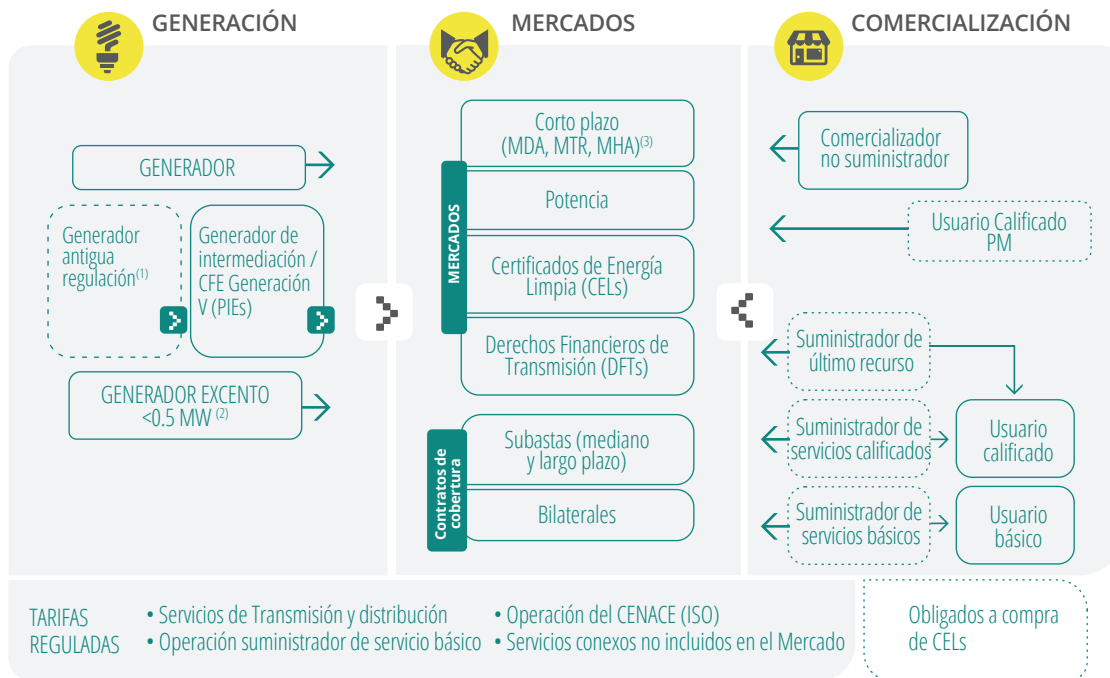 GENERACIÓN
GENERADOR
Generador
antigua
regulación(1)
Generador de
intermediación /
CFE Generación
V (PIEs)
GENERADOR EXCENTO
<0.5 MW (2)
MERCADOS
MERCADOS
Corto plazo
(MDA, MTR, MHA)(3)
Potencia
Certificados de Energía
Limpia (CELs)
Derechos Financieros de
Transmisión (DFTs)
Contratos de
cobertura
Subastas (mediano
y largo plazo)
Bilaterales
COMERCIALIZACIÓN
Comercializador
no suministrador
Usuario Calificado
PM
Suministrador de
último recurso
Suministrador de
servicios calificados
Usuario
calificado
Suministrador de
servicios básicos
Usuario
básico
TARIFAS
REGULADAS
• Servicios de Transmisión y distribución
• Operación suministrador de servicio básico
• Operación del CENACE (ISO)
• Servicios conexos no incluidos en el Mercado
Obligados a compra
de CELs